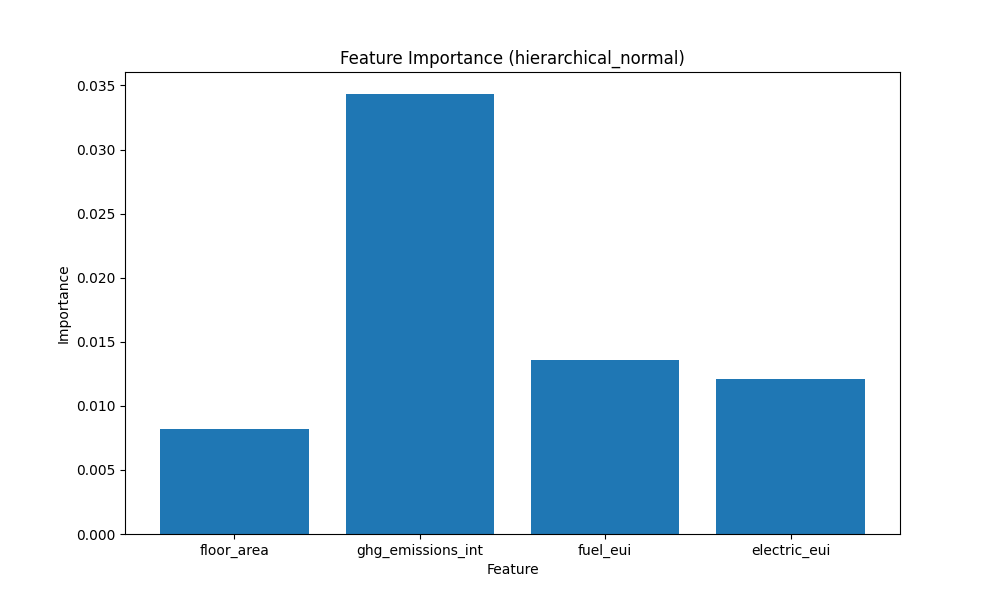 Feature Importance (hierarchical_normal)
0.035
0.030
0.025
0.020
0.015
0.010
0.005
0.000
Importance
floor_area ghg_emissions_int fuel_eui electric_eui
Feature